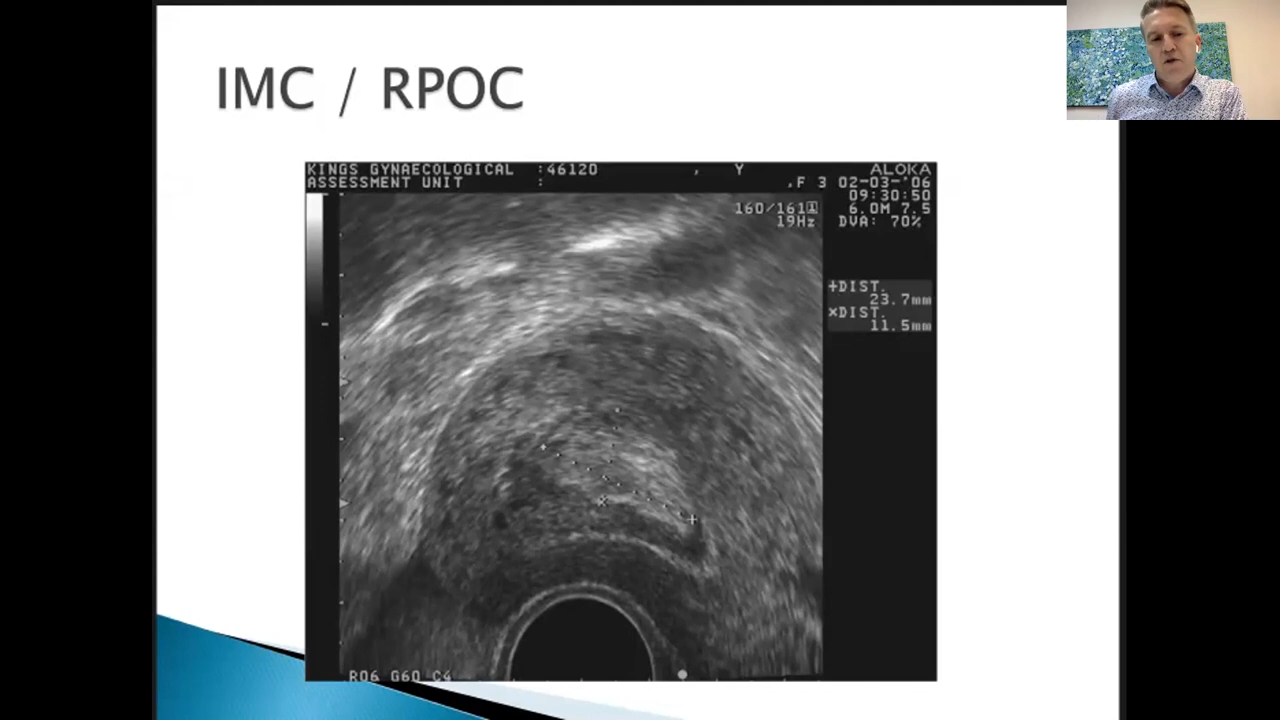 IMC / RPOC
KINGS GYNAECOLOGICAL :46120 , Y ALOKA
ASSESSMENT UNIT : ,F 3 02-03-'06
09:30:50
160/161 6.0M 7.5
19Hz DVA: 70%
+DIST.
23.7mm
×DIST.
11.5mm
R06 G60 C4